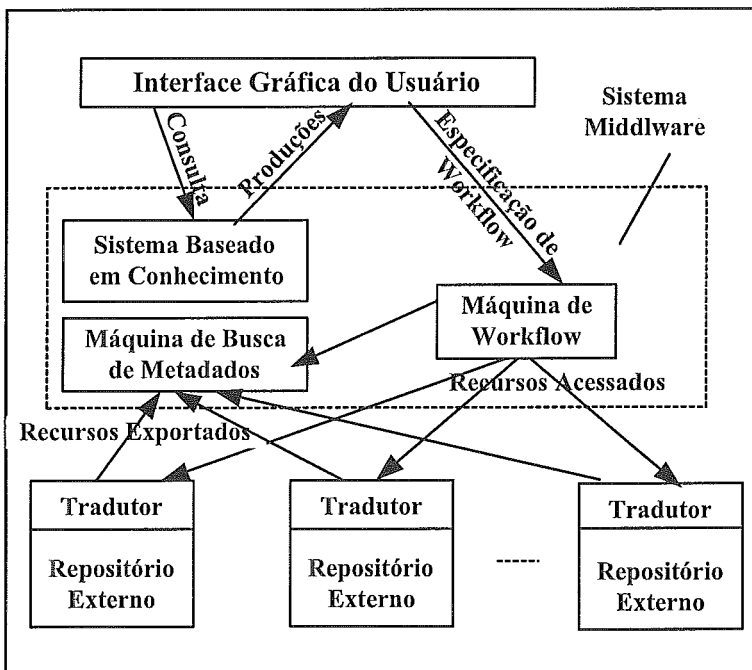 Interface Gráfica do Usuário
Sistema
Middlware
Consulta
Produções
Especificação de
Workflow
Sistema Baseado
em Conhecimento
Máquina de
Workflow
Máquina de Busca
de Metadados
Recursos Acessados
Recursos Exportados
Tradutor
Repositório
Externo
Tradutor
Repositório
Externo
Tradutor
Repositório
Externo